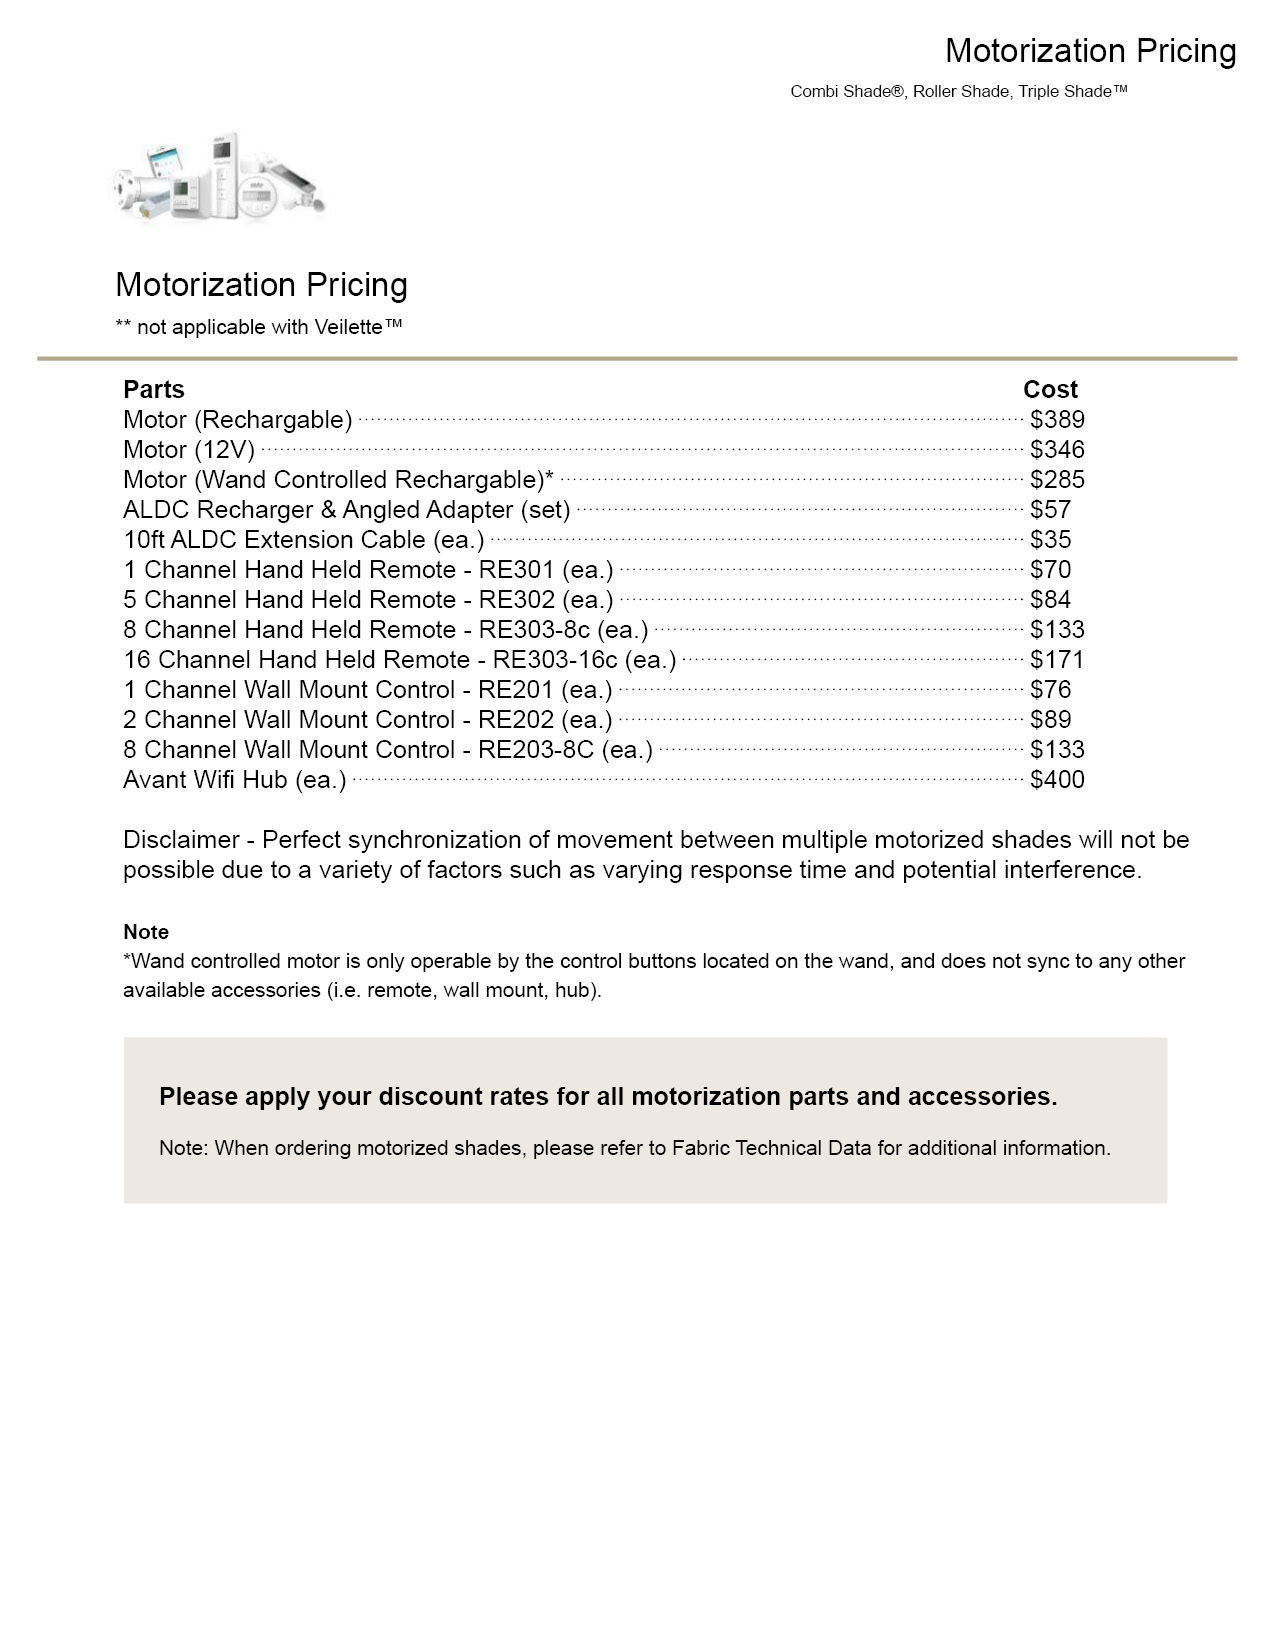 Motorization Pricing
Combi Shade®, Roller Shade, Triple Shade™
Motorization Pricing
** not applicable with Veilette™
Parts Cost
Motor (Rechargable) $389
Motor (12V) $346
Motor (Wand Controlled Rechargable)* $285
ALDC Recharger & Angled Adapter (set) $57
10ft ALDC Extension Cable (ea.) $35
1 Channel Hand Held Remote - RE301 (ea.) $70
5 Channel Hand Held Remote - RE302 (ea.) $84
8 Channel Hand Held Remote - RE303-8c (ea.) $133
16 Channel Hand Held Remote - RE303-16c (ea.) $171
1 Channel Wall Mount Control - RE201 (ea.) $76
2 Channel Wall Mount Control - RE202 (ea.) $89
8 Channel Wall Mount Control - RE203-8C (ea.) $133
Avant Wifi Hub (ea.) $400
Disclaimer - Perfect synchronization of movement between multiple motorized shades will not be
possible due to a variety of factors such as varying response time and potential interference.
Note
*Wand controlled motor is only operable by the control buttons located on the wand, and does not sync to any other
available accessories (i.e. remote, wall mount, hub).
Please apply your discount rates for all motorization parts and accessories.
Note: When ordering motorized shades, please refer to Fabric Technical Data for additional information.